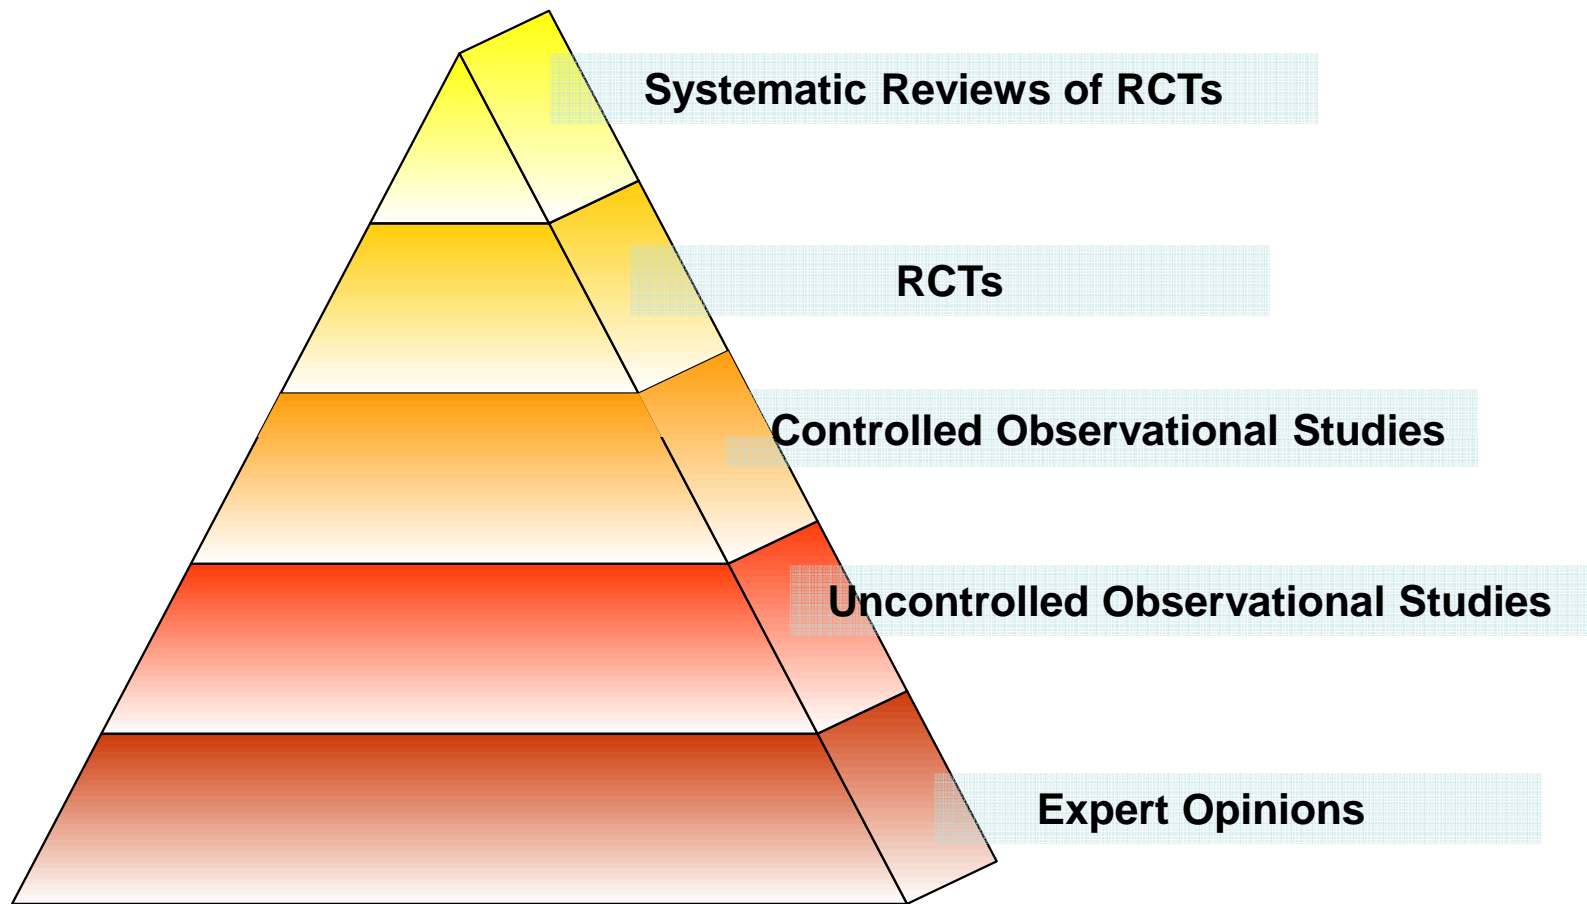 Systematic Reviews of RCTs
RCTs
Controlled Observational Studies
Uncontrolled Observational Studies
Expert Opinions